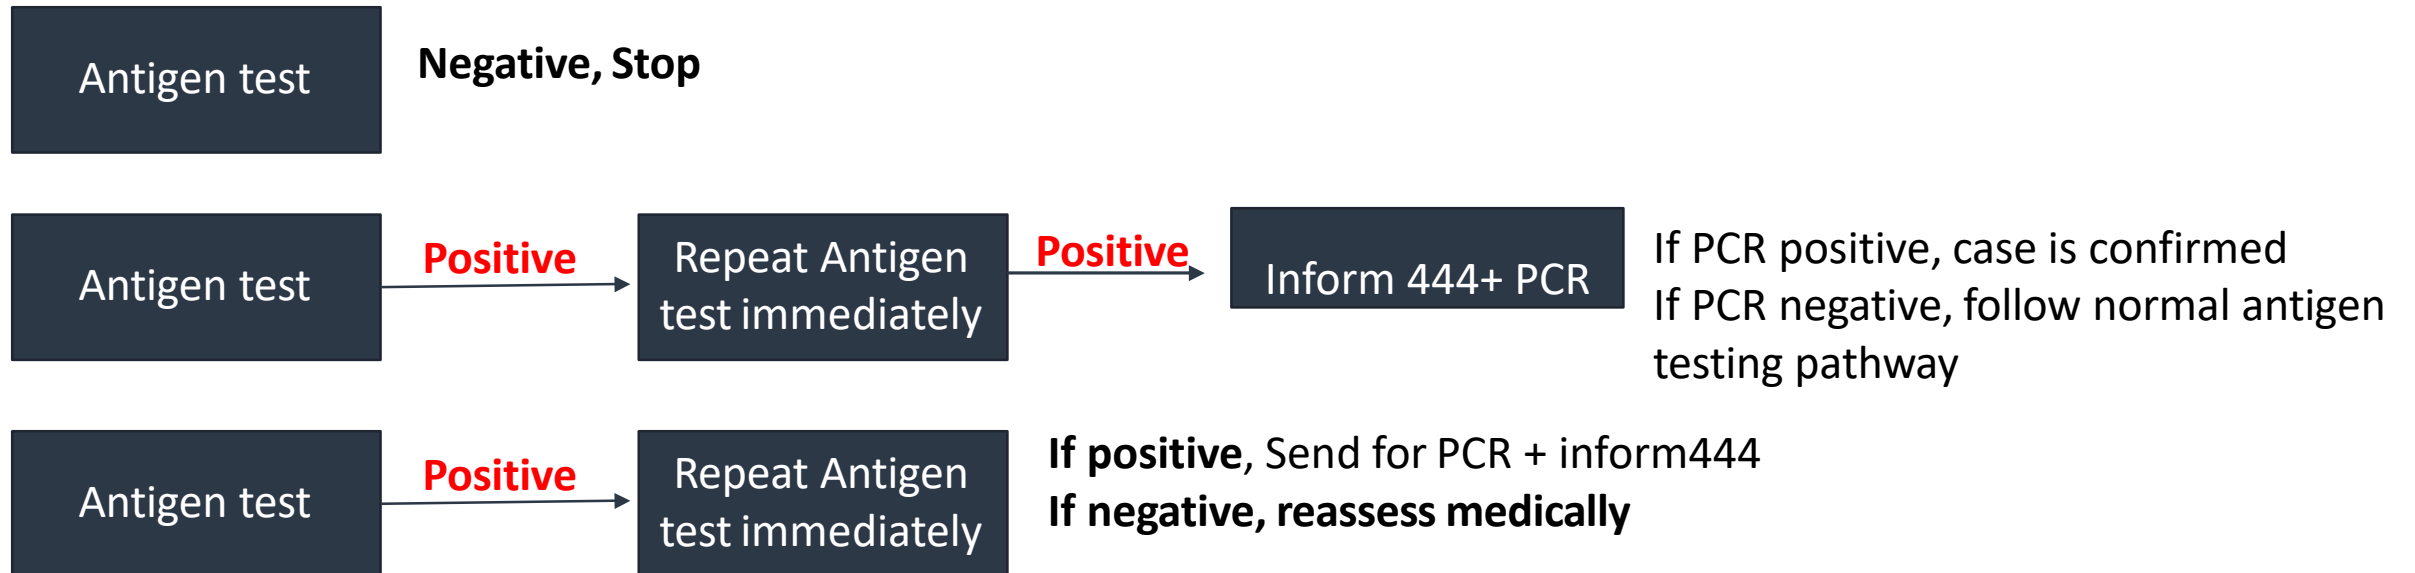 Antigen test
Negative, Stop
Antigen test
Positive
Repeat Antigen
test immediately
Positive
Inform 444+ PCR
If PCR positive, case is confirmed
If PCR negative, follow normal antigen
testing pathway
Antigen test
Positive
Repeat Antigen
test immediately
If positive, Send for PCR + inform444
If negative, reassess medically